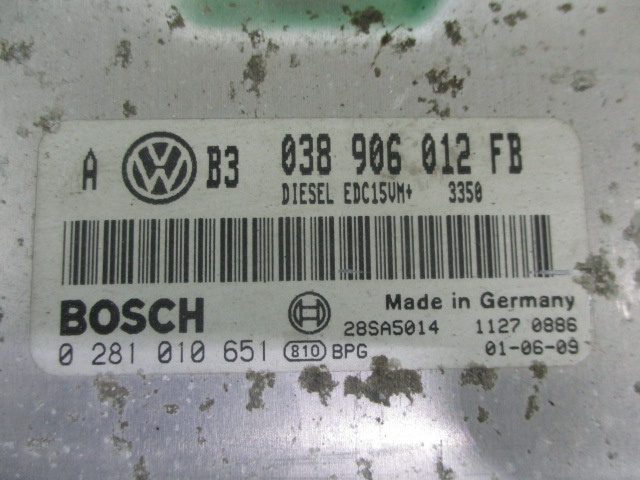 A VW B3 038 906 012 FB
DIESEL EDC15VM+ 3350
BOSCH Made in Germany
28SA5014 1127 0886
0 281 010 651 810 BPG 01-06-09